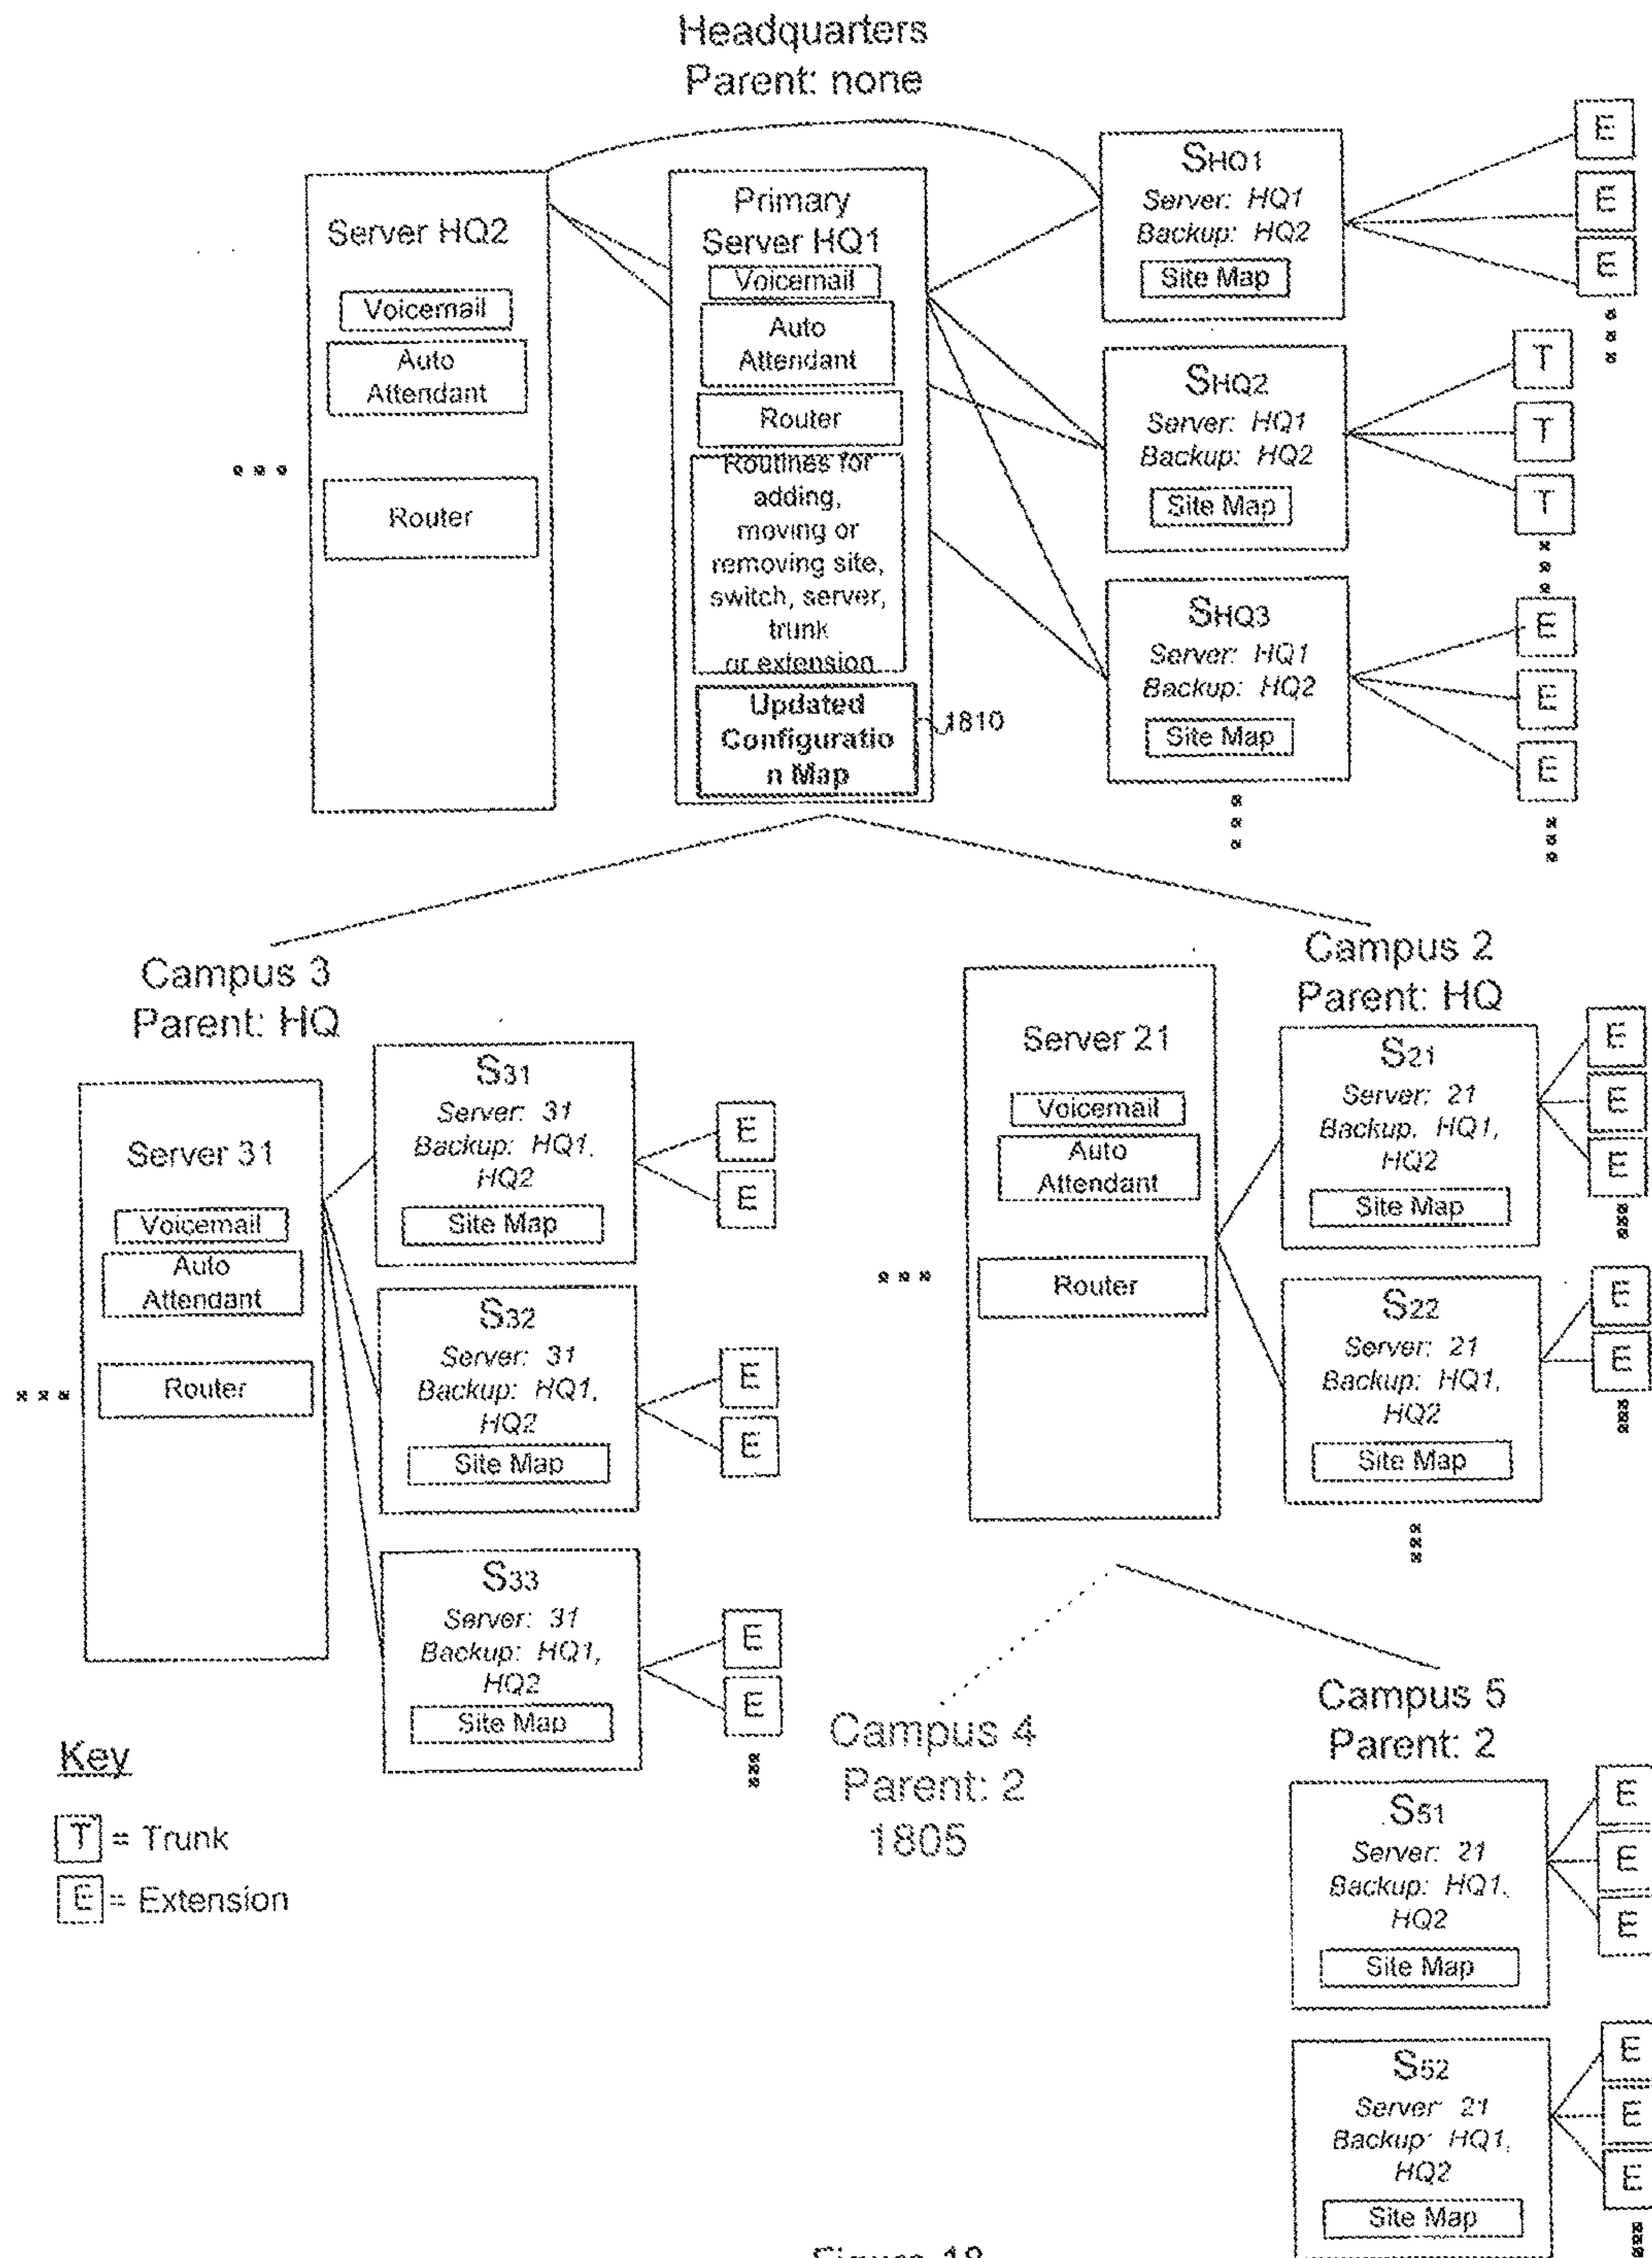 Headquarters
Parent: none
Server HQ2
Voicemail
Auto
Attendant
Router
Primary
Server HQ1
Voicemail
Auto
Attendant
Router
Routines for
adding,
moving or
removing site,
switch, server,
trunk
or extension
Updated
Configuratio
n Map
1810
SHQ1
Server: HQ1
Backup: HQ2
Site Map
E
E
E
SHQ2
Server: HQ1
Backup: HQ2
Site Map
T
T
T
SHQ3
Server: HQ1
Backup: HQ2
Site Map
E
E
E
Campus 3
Parent: HQ
Server 31
Voicemail
Auto
Attendant
Router
S31
Server: 31
Backup: HQ1,
HQ2
Site Map
E
E
S32
Server: 31
Backup: HQ1,
HQ2
Site Map
E
E
S33
Server: 31
Backup: HQ1,
HQ2
Site Map
E
E
Campus 2
Parent: HQ
Server 21
Voicemail
Auto
Attendant
Router
S21
Server: 21
Backup. HQ1,
HQ2
Site Map
E
E
E
S22
Server: 21
Backup: HQ1,
HQ2
Site Map
E
E
Campus 4
Parent: 2
1805
Campus 5
Parent: 2
S51
Server: 21
Backup: HQ1,
HQ2
Site Map
E
E
E
S52
Server 21
Backup: HQ1,
HQ2
Site Map
E
E
E
Key
T = Trunk
E = Extension
Figure 18